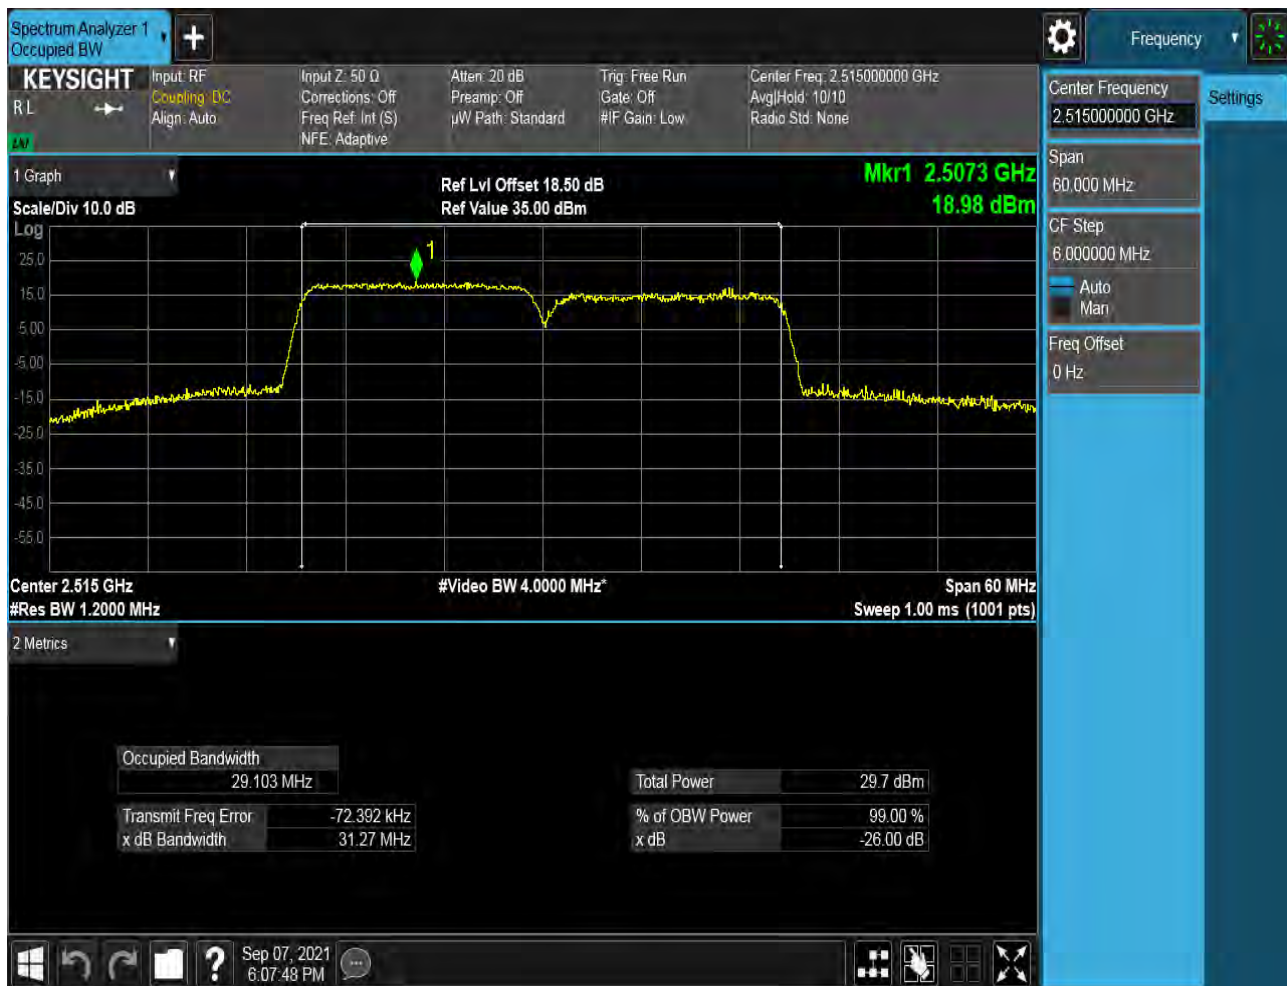 Spectrum Analyzer 1
Occupied BW
Frequency
KEYSIGHT
R L
LNI
Input: RF
Coupling: DC
Align: Auto
Input Z: 50 Ω
Corrections: Off
Freq Ref: Int (S)
NFE: Adaptive
Atten: 20 dB
Preamp: Off
µW Path: Standard
Trig: Free Run
Gate: Off
#IF Gain: Low
Center Freq: 2.515000000 GHz
Avg|Hold: 10/10
Radio Std: None
Center Frequency
2.515000000 GHz
Settings
Span
60.000 MHz
CF Step
6.000000 MHz
Auto
Man
Freq Offset
0 Hz
1 Graph
Scale/Div 10.0 dB
Ref Lvl Offset 18.50 dB
Ref Value 35.00 dBm
Mkr1 2.5073 GHz
18.98 dBm
Log
1
25.0
15.0
5.00
-5.00
-15.0
-25.0
-35.0
-45.0
-55.0
Center 2.515 GHz
#Res BW 1.2000 MHz
#Video BW 4.0000 MHz*
Span 60 MHz
Sweep 1.00 ms (1001 pts)
2 Metrics
Occupied Bandwidth
29.103 MHz
Transmit Freq Error -72.392 kHz
x dB Bandwidth 31.27 MHz
Total Power 29.7 dBm
% of OBW Power 99.00 %
x dB -26.00 dB
Sep 07, 2021
6:07:48 PM